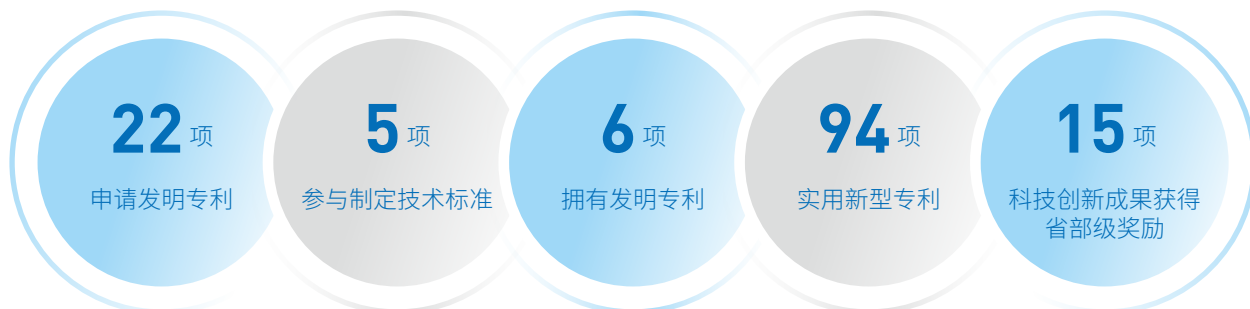 22 项
申请发明专利
5 项
参与制定技术标准
6 项
拥有发明专利
94 项
实用新型专利
15 项
科技创新成果获得
省部级奖励